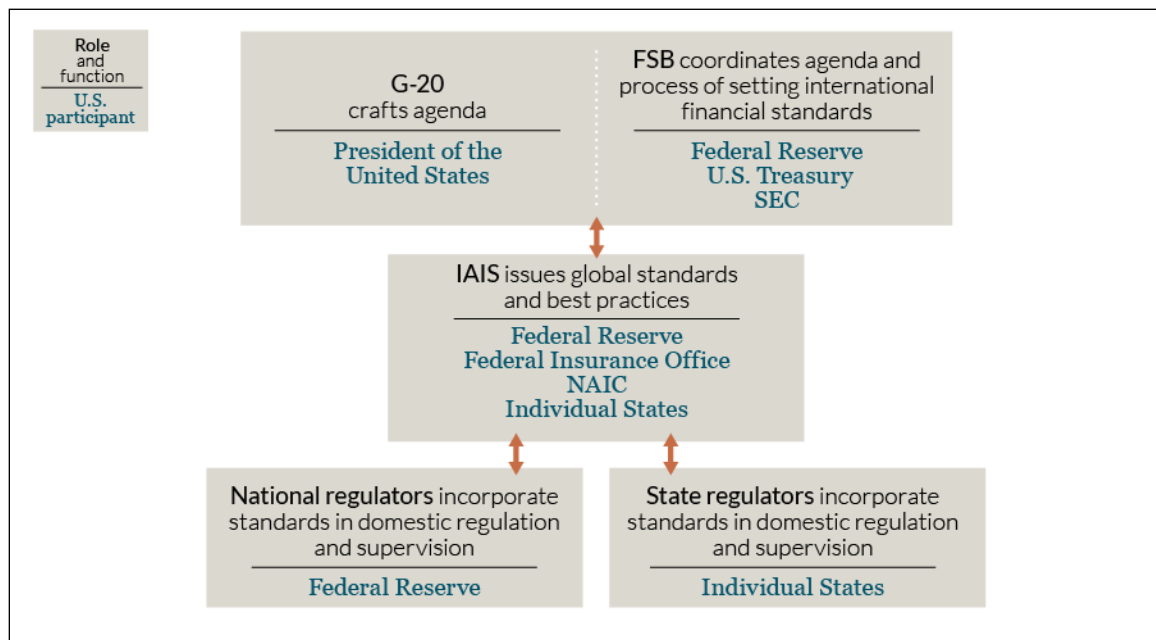 Role
and
function
U.S.
participant
G-20
crafts agenda
President of the
United States
FSB coordinates agenda and
process of setting international
financial standards
Federal Reserve
U.S. Treasury
SEC
IAIS issues global standards
and best practices
Federal Reserve
Federal Insurance Office
NAIC
Individual States
National regulators incorporate
standards in domestic regulation
and supervision
Federal Reserve
State regulators incorporate
standards in domestic regulation
and supervision
Individual States